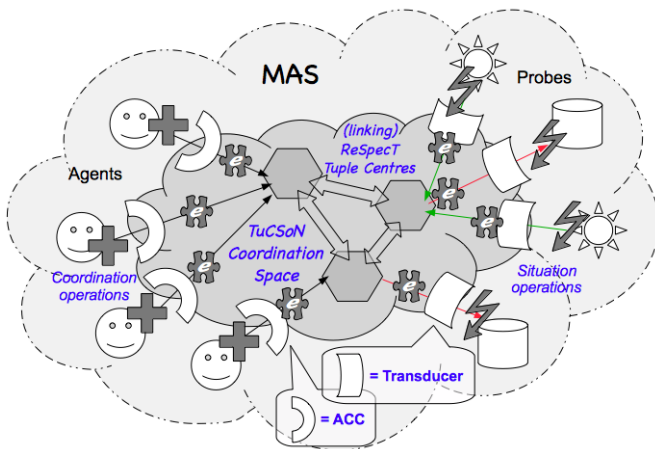 MAS
Probes
(linking)
ReSpecT
Tuple Centres
Agents
TuCSoN
Coordination
Space
Coordination
operations
Situation
operations
e
e
e
e
e
e
e
e
= Transducer
= ACC